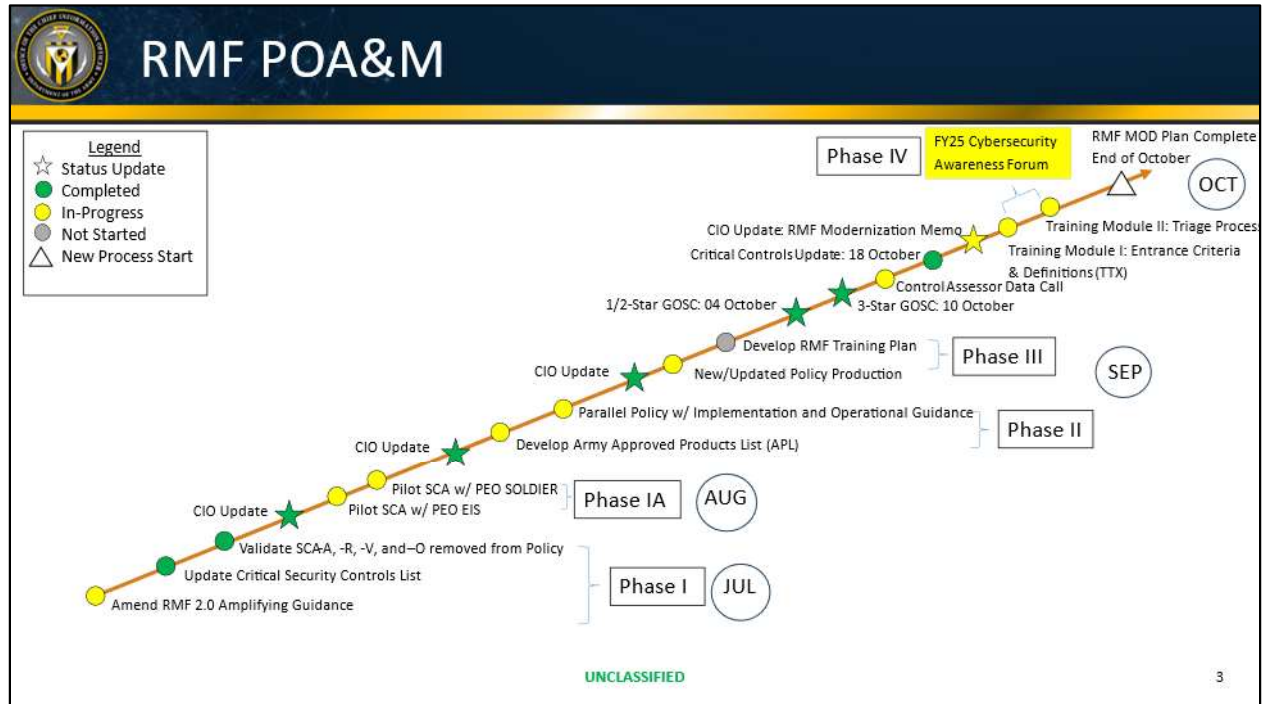 RMF POA&M
Legend
Status Update
Completed
In-Progress
Not Started
New Process Start
Phase IV
FY25 Cybersecurity
Awareness Forum
RMF MOD Plan Complete
End of October
OCT
CIO Update: RMF Modernization Memo
Training Module II: Triage Process
Critical Controls Update: 18 October
Training Module I: Entrance Criteria
& Definitions (TTX)
Control Assessor Data Call
1/2-Star GOSC: 04 October
3-Star GOSC: 10 October
Develop RMF Training Plan
Phase III
SEP
CIO Update
New/Updated Policy Production
Parallel Policy w/ Implementation and Operational Guidance
Phase II
CIO Update
Develop Army Approved Products List (APL)
Pilot SCA w/ PEO SOLDIER
Phase IA
AUG
CIO Update
Pilot SCA w/ PEO EIS
Validate SCA-A, -R, -V, and–O removed from Policy
Update Critical Security Controls List
Phase I
JUL
Amend RMF 2.0 Amplifying Guidance
UNCLASSIFIED
3